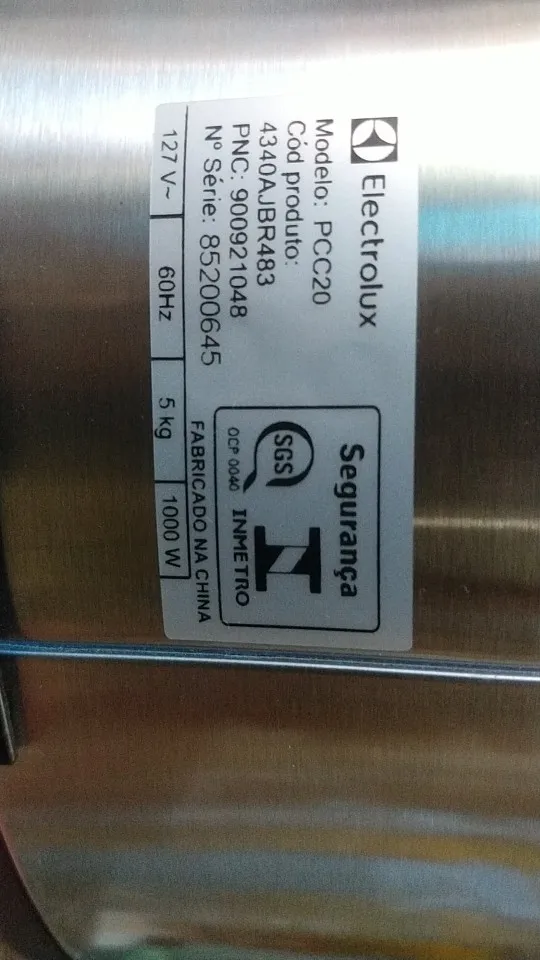 Electrolux
Modelo: PCC20
Cód produto:
4340AJBR483
PNC: 900921048
Nº Série: 85200645
Segurança
SGS
OCP 0040
INMETRO
FABRICADO NA CHINA
127 V~ 60Hz 5 kg 1000 W